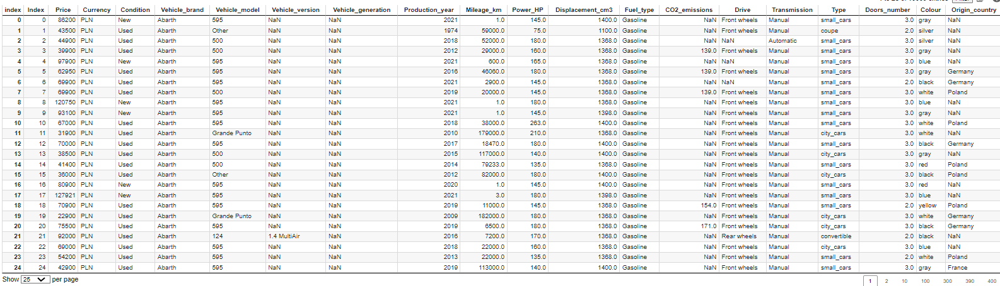 index Index Price Currency Condition Vehicle_brand Vehicle_model Vehicle_version Vehicle_generation Production_year Mileage_km Power_HP Displacement_cm3 Fuel_type CO2_emissions Drive Transmission Type Doors_number Colour Origin_country
0 0 86200 PLN New Abarth 595 NaN NaN 2021 1.0 145.0 1400.0 Gasoline NaN Front wheels Manual small_cars 3.0 gray NaN
1 1 43500 PLN Used Abarth Other NaN NaN 1974 59000.0 75.0 1100.0 Gasoline NaN Front wheels Manual coupe 2.0 silver NaN
2 2 44900 PLN Used Abarth 500 NaN NaN 2018 52000.0 180.0 1368.0 Gasoline NaN NaN Automatic small_cars 3.0 silver NaN
3 3 39900 PLN Used Abarth 500 NaN NaN 2012 29000.0 160.0 1368.0 Gasoline 139.0 Front wheels Manual small_cars 3.0 gray NaN
4 4 97900 PLN New Abarth 595 NaN NaN 2021 600.0 165.0 1368.0 Gasoline NaN NaN Manual small_cars 3.0 blue NaN
5 5 62950 PLN Used Abarth 595 NaN NaN 2016 46060.0 180.0 1368.0 Gasoline 139.0 Front wheels Manual small_cars 3.0 gray Germany
6 6 69900 PLN Used Abarth 595 NaN NaN 2021 2900.0 145.0 1368.0 Gasoline NaN NaN Manual small_cars 2.0 black Germany
7 7 69900 PLN Used Abarth 595 NaN NaN 2019 20000.0 145.0 1368.0 Gasoline 139.0 Front wheels Manual small_cars 3.0 white Poland
8 8 120750 PLN New Abarth 595 NaN NaN 2021 1.0 180.0 1368.0 Gasoline NaN Front wheels Manual small_cars 3.0 blue NaN
9 9 93100 PLN New Abarth 595 NaN NaN 2021 1.0 145.0 1398.0 Gasoline NaN Front wheels Manual small_cars 3.0 gray NaN
10 10 67000 PLN Used Abarth 595 NaN NaN 2018 38000.0 263.0 1400.0 Gasoline NaN Front wheels Manual small_cars 3.0 white Poland
11 11 31900 PLN Used Abarth Grande Punto NaN NaN 2010 179000.0 210.0 1368.0 Gasoline NaN Front wheels Manual city_cars 3.0 white NaN
12 12 70000 PLN Used Abarth 595 NaN NaN 2017 18470.0 180.0 1400.0 Gasoline NaN Front wheels Manual small_cars 3.0 black Germany
13 13 38500 PLN Used Abarth 500 NaN NaN 2015 117000.0 140.0 1400.0 Gasoline NaN Front wheels Manual city_cars 3.0 gray NaN
14 14 41400 PLN Used Abarth 500 NaN NaN 2014 79233.0 135.0 1368.0 Gasoline NaN Front wheels Manual small_cars 3.0 red Poland
15 15 36000 PLN Used Abarth Other NaN NaN 2012 82000.0 180.0 1400.0 Gasoline NaN Front wheels Manual city_cars 3.0 black Poland
16 16 80900 PLN New Abarth 595 NaN NaN 2020 1.0 145.0 1400.0 Gasoline NaN Front wheels Manual small_cars 3.0 red NaN
17 17 127921 PLN New Abarth 595 NaN NaN 2021 3.0 180.0 1398.0 Gasoline NaN Front wheels Manual small_cars 3.0 blue NaN
18 18 70900 PLN Used Abarth 595 NaN NaN 2019 11000.0 145.0 1368.0 Gasoline 154.0 Front wheels Manual small_cars 2.0 yellow Poland
19 19 22900 PLN Used Abarth Grande Punto NaN NaN 2009 182000.0 180.0 1368.0 Gasoline NaN Front wheels Manual city_cars 3.0 white Germany
20 20 75500 PLN Used Abarth 595 NaN NaN 2019 6500.0 180.0 1368.0 Gasoline 171.0 Front wheels Manual city_cars 3.0 black Germany
21 21 92000 PLN Used Abarth 124 1.4 MultiAir NaN 2016 7200.0 170.0 1368.0 Gasoline NaN Rear wheels Manual convertible 2.0 black NaN
22 22 69000 PLN Used Abarth 595 NaN NaN 2018 22000.0 160.0 1368.0 Gasoline NaN Front wheels Manual city_cars 3.0 blue NaN
23 23 54200 PLN Used Abarth 595 NaN NaN 2013 22000.0 135.0 1368.0 Gasoline NaN Front wheels Manual small_cars 2.0 white Poland
24 24 42900 PLN Used Abarth 595 NaN NaN 2019 113000.0 140.0 1400.0 Gasoline NaN Front wheels Manual small_cars 3.0 gray France
Show 25 per page 1 2 10 100 300 390 400